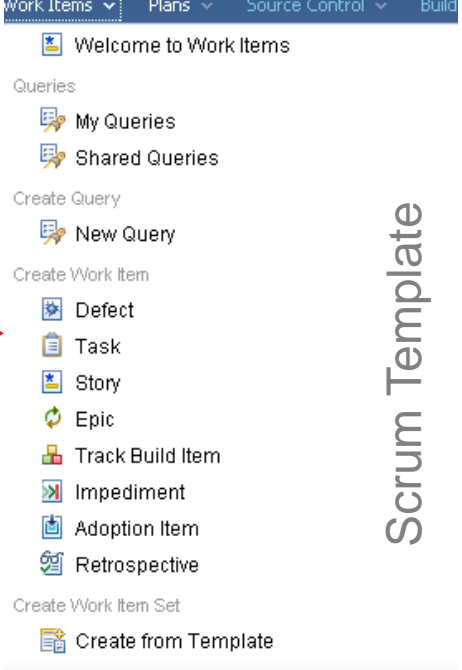 Work Items Plans Source Control Build
Welcome to Work Items
Queries
My Queries
Shared Queries
Create Query
New Query
Create Work Item
Defect
Task
Story
Epic
Track Build Item
Impediment
Adoption Item
Retrospective
Create Work Item Set
Create from Template
Scrum Template